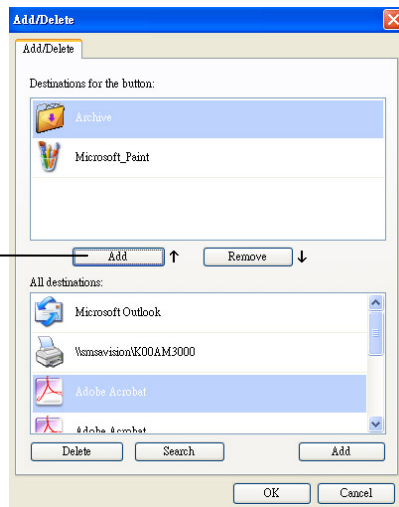 Add/Delete
Add/Delete
Destinations for the button:
Archive
Microsoft_Paint
Add ↑ Remove ↓
All destinations:
Microsoft Outlook
\\smsavision\K00AM3000
Adobe Acrobat
Adobe Acrobat
Delete Search Add
OK Cancel